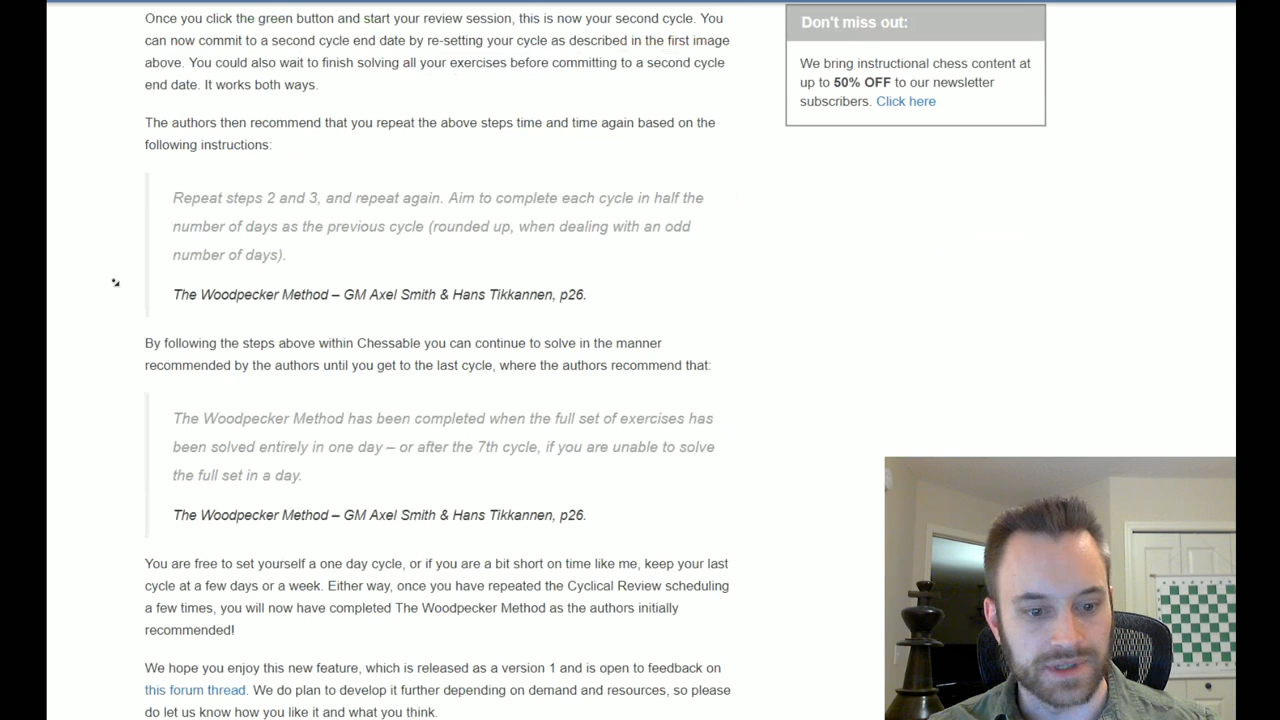 Once you click the green button and start your review session, this is now your second cycle. You
can now commit to a second cycle end date by re-setting your cycle as described in the first image
above. You could also wait to finish solving all your exercises before committing to a second cycle
end date. It works both ways.
The authors then recommend that you repeat the above steps time and time again based on the
following instructions:
Repeat steps 2 and 3, and repeat again. Aim to complete each cycle in half the
number of days as the previous cycle (rounded up, when dealing with an odd
number of days).
The Woodpecker Method – GM Axel Smith & Hans Tikkannen, p26.
By following the steps above within Chessable you can continue to solve in the manner
recommended by the authors until you get to the last cycle, where the authors recommend that:
The Woodpecker Method has been completed when the full set of exercises has
been solved entirely in one day – or after the 7th cycle, if you are unable to solve
the full set in a day.
The Woodpecker Method – GM Axel Smith & Hans Tikkannen, p26.
You are free to set yourself a one day cycle, or if you are a bit short on time like me, keep your last
cycle at a few days or a week. Either way, once you have repeated the Cyclical Review scheduling
a few times, you will now have completed The Woodpecker Method as the authors initially
recommended!
We hope you enjoy this new feature, which is released as a version 1 and is open to feedback on
this forum thread. We do plan to develop it further depending on demand and resources, so please
do let us know how you like it and what you think.
Don't miss out:
We bring instructional chess content at
up to 50% OFF to our newsletter
subscribers. Click here